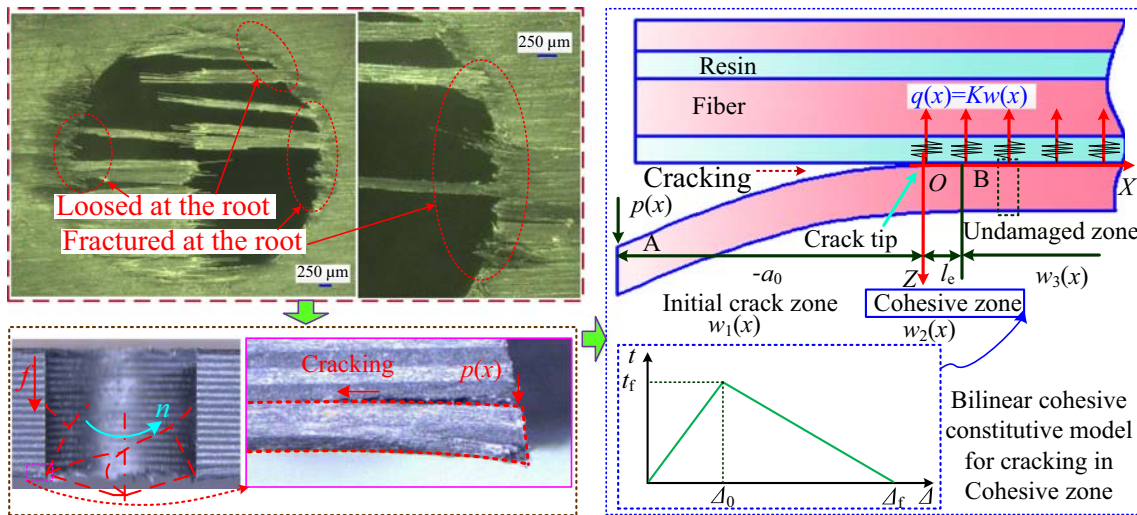 250 µm
250 µm
Loosed at the root
Fractured at the root
f
n
Cracking
p(x)
Resin
Fiber
q(x)=Kw(x)
Cracking
O
B
X
p(x)
A
Crack tip
Undamaged zone
-a₀
Z
lₑ
w₃(x)
Initial crack zone
Cohesive zone
w₁(x)
w₂(x)
t
t_f
Δ₀
Δ_f
Δ
Bilinear cohesive
constitutive model
for cracking in
Cohesive zone